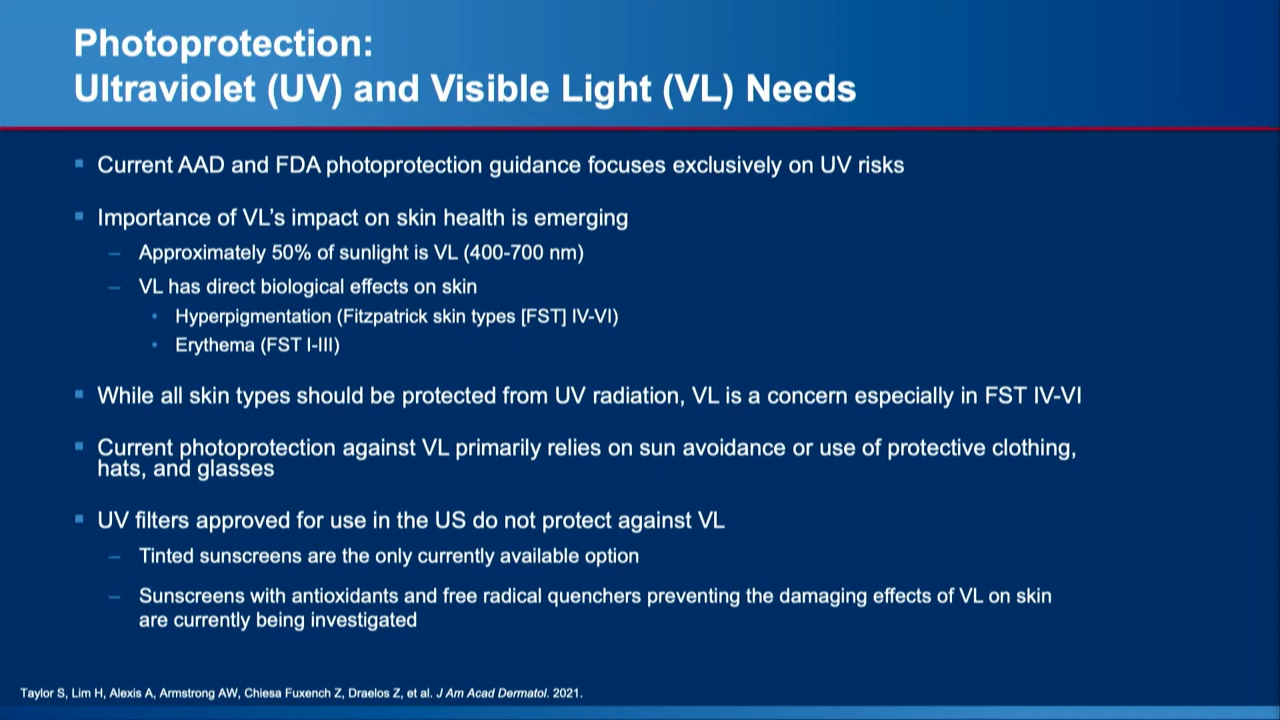 Photoprotection:
Ultraviolet (UV) and Visible Light (VL) Needs
▪ Current AAD and FDA photoprotection guidance focuses exclusively on UV risks
▪ Importance of VL’s impact on skin health is emerging
– Approximately 50% of sunlight is VL (400-700 nm)
– VL has direct biological effects on skin
• Hyperpigmentation (Fitzpatrick skin types [FST] IV-VI)
• Erythema (FST I-III)
▪ While all skin types should be protected from UV radiation, VL is a concern especially in FST IV-VI
▪ Current photoprotection against VL primarily relies on sun avoidance or use of protective clothing,
hats, and glasses
▪ UV filters approved for use in the US do not protect against VL
– Tinted sunscreens are the only currently available option
– Sunscreens with antioxidants and free radical quenchers preventing the damaging effects of VL on skin
are currently being investigated
Taylor S, Lim H, Alexis A, Armstrong AW, Chiesa Fuxench Z, Draelos Z, et al. J Am Acad Dermatol. 2021.